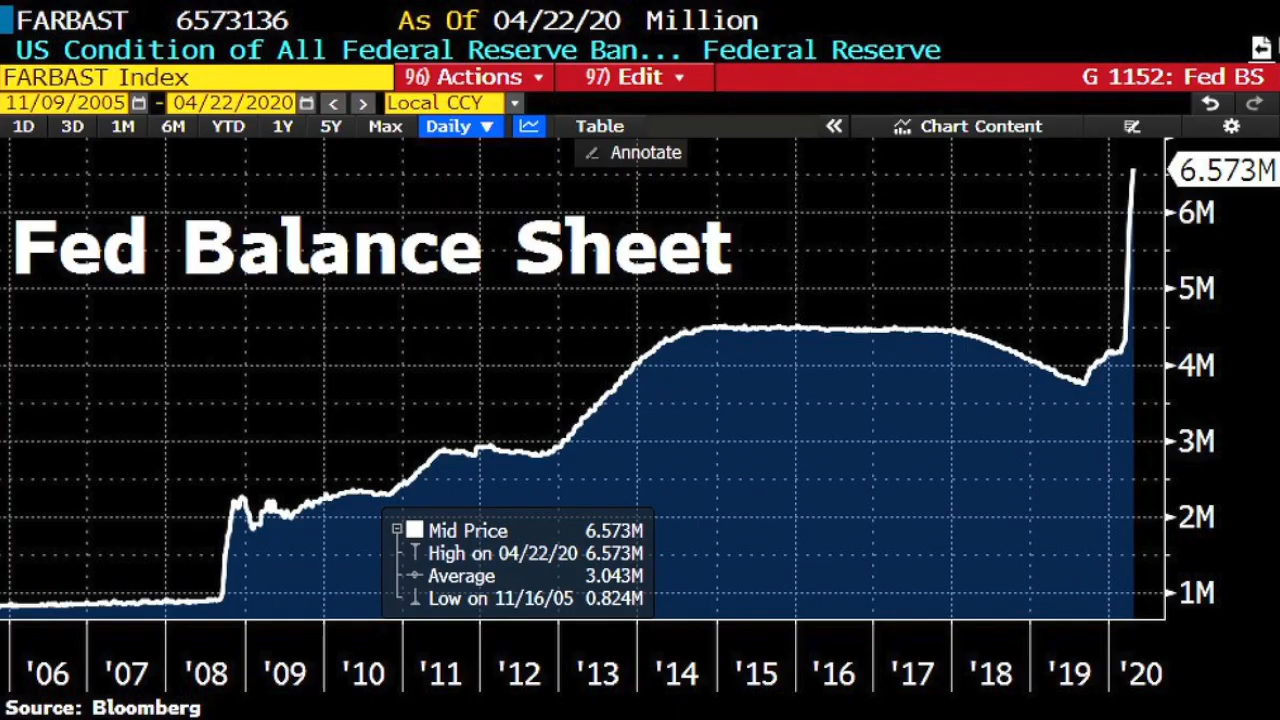 FARBAST 6573136 As Of 04/22/20 Million
US Condition of All Federal Reserve Ban... Federal Reserve
FARBAST Index 96) Actions 97) Edit G 1152: Fed BS
11/09/2005 - 04/22/2020 < > Local CCY
1D 3D 1M 6M YTD 1Y 5Y Max Daily Table « Chart Content
Annotate
6.573M
6M
Fed Balance Sheet
5M
4M
3M
2M
Mid Price 6.573M
High on 04/22/20 6.573M
Average 3.043M
Low on 11/16/05 0.824M
1M
'06 '07 '08 '09 '10 '11 '12 '13 '14 '15 '16 '17 '18 '19 '20
Source: Bloomberg